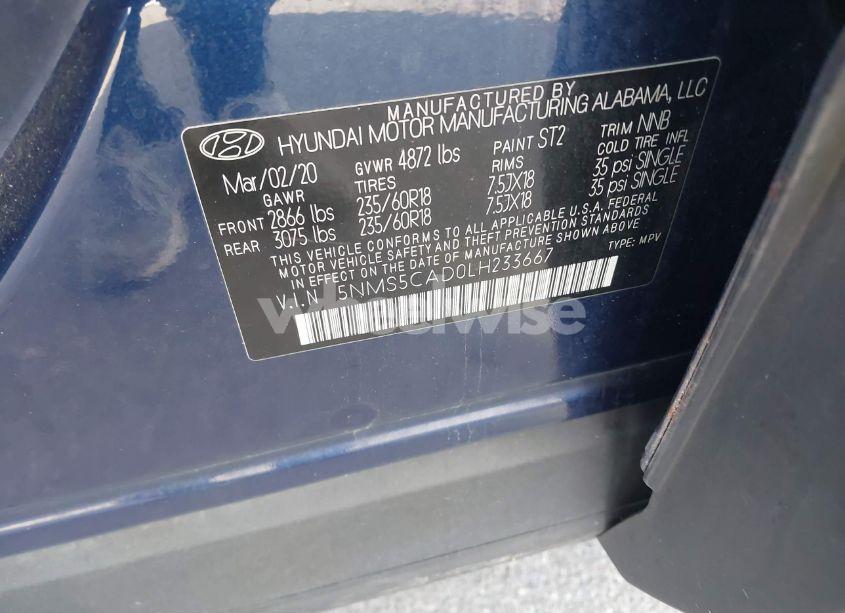 MANUFACTURED BY
HYUNDAI MOTOR MANUFACTURING ALABAMA, LLC
Mar/02/20 GVWR 4872 lbs PAINT ST2 TRIM NNB
GAWR TIRES RIMS COLD TIRE INFL
FRONT 2866 lbs 235/60R18 7.5JX18 35 psi SINGLE
REAR 3075 lbs 235/60R18 7.5JX18 35 psi SINGLE
THIS VEHICLE CONFORMS TO ALL APPLICABLE U.S.A. FEDERAL
MOTOR VEHICLE SAFETY AND THEFT PREVENTION STANDARDS
IN EFFECT ON THE DATE OF MANUFACTURE SHOWN ABOVE
V.I.N 5NMS5CAD0LH233667 TYPE: MPV
wheelwise